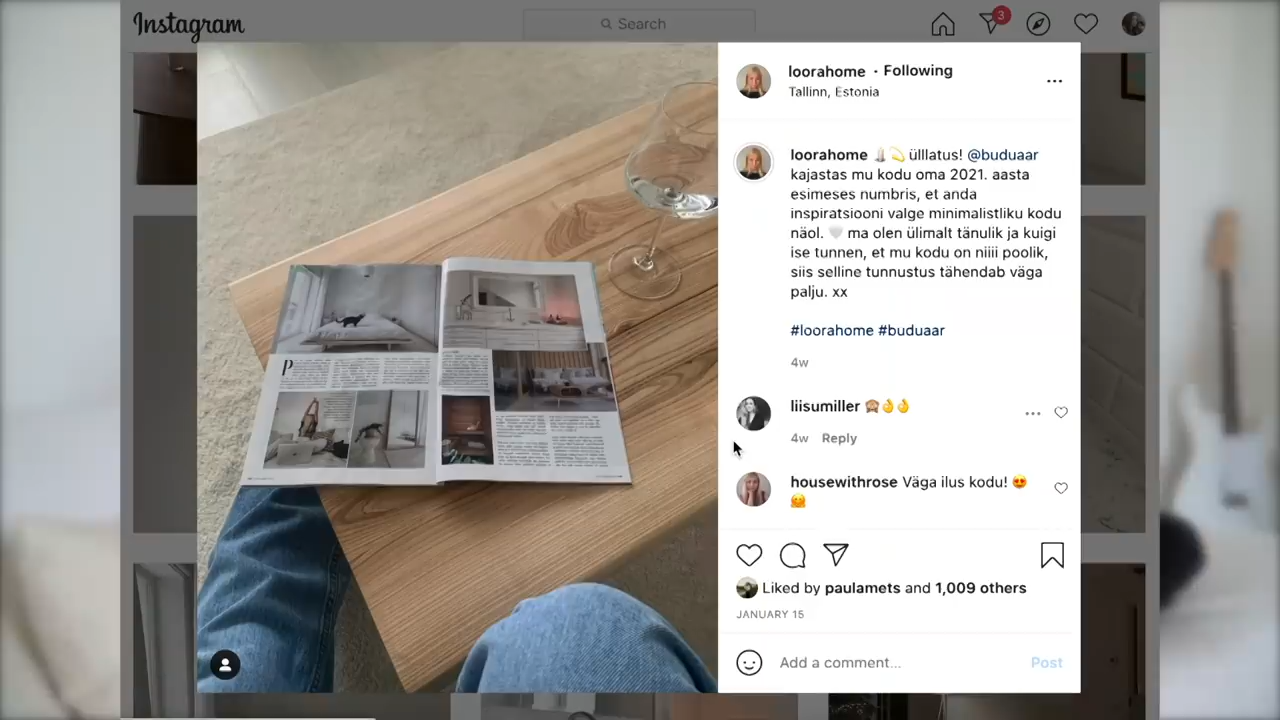 Instagram
Search
3
loorahome · Following
Tallinn, Estonia
loorahome 🕯️💫 ülllatus! @buduaar
kajastas mu kodu oma 2021. aasta
esimeses numbris, et anda
inspiratsiooni valge minimalistliku kodu
näol. 🤍 ma olen ülimalt tänulik ja kuigi
ise tunnen, et mu kodu on niiii poolik,
siis selline tunnustus tähendab väga
palju. xx
#loorahome #buduaar
4w
liisumiller 🙈👌👌
4w Reply
housewithrose Väga ilus kodu! 😍
🤗
Liked by paulamets and 1,009 others
JANUARY 15
Add a comment...
Post
P